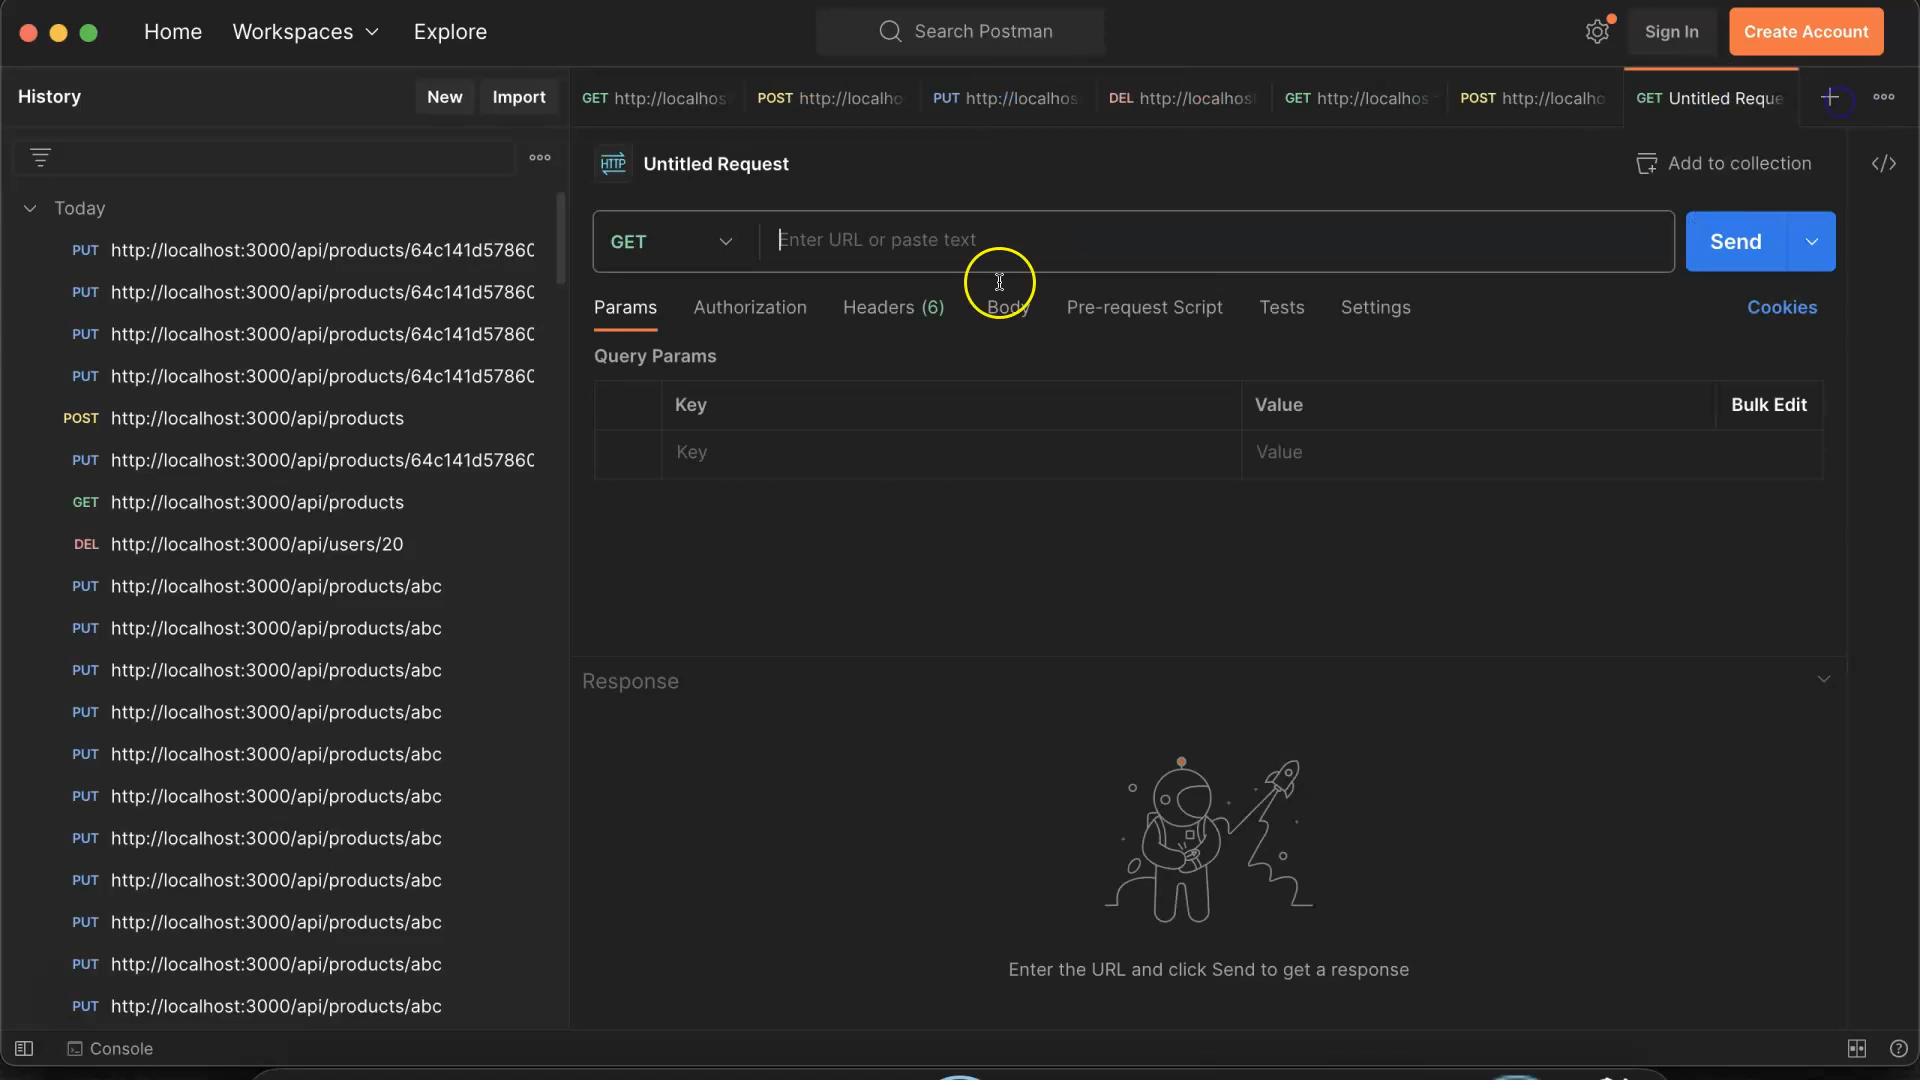 Home Workspaces Explore Search Postman Sign In Create Account
History New Import
GET http://localhos POST http://localho PUT http://localhos DEL http://localhos GET http://localhos POST http://localho GET Untitled Reque
HTTP Untitled Request Add to collection </>
Today
PUT http://localhost:3000/api/products/64c141d57860
PUT http://localhost:3000/api/products/64c141d57860
PUT http://localhost:3000/api/products/64c141d57860
PUT http://localhost:3000/api/products/64c141d57860
POST http://localhost:3000/api/products
PUT http://localhost:3000/api/products/64c141d57860
GET http://localhost:3000/api/products
DEL http://localhost:3000/api/users/20
PUT http://localhost:3000/api/products/abc
PUT http://localhost:3000/api/products/abc
PUT http://localhost:3000/api/products/abc
PUT http://localhost:3000/api/products/abc
PUT http://localhost:3000/api/products/abc
PUT http://localhost:3000/api/products/abc
PUT http://localhost:3000/api/products/abc
PUT http://localhost:3000/api/products/abc
PUT http://localhost:3000/api/products/abc
PUT http://localhost:3000/api/products/abc
PUT http://localhost:3000/api/products/abc
GET Enter URL or paste text Send
Params Authorization Headers (6) Body Pre-request Script Tests Settings Cookies
Query Params
Key Value Bulk Edit
Key Value
Response
Enter the URL and click Send to get a response
Console